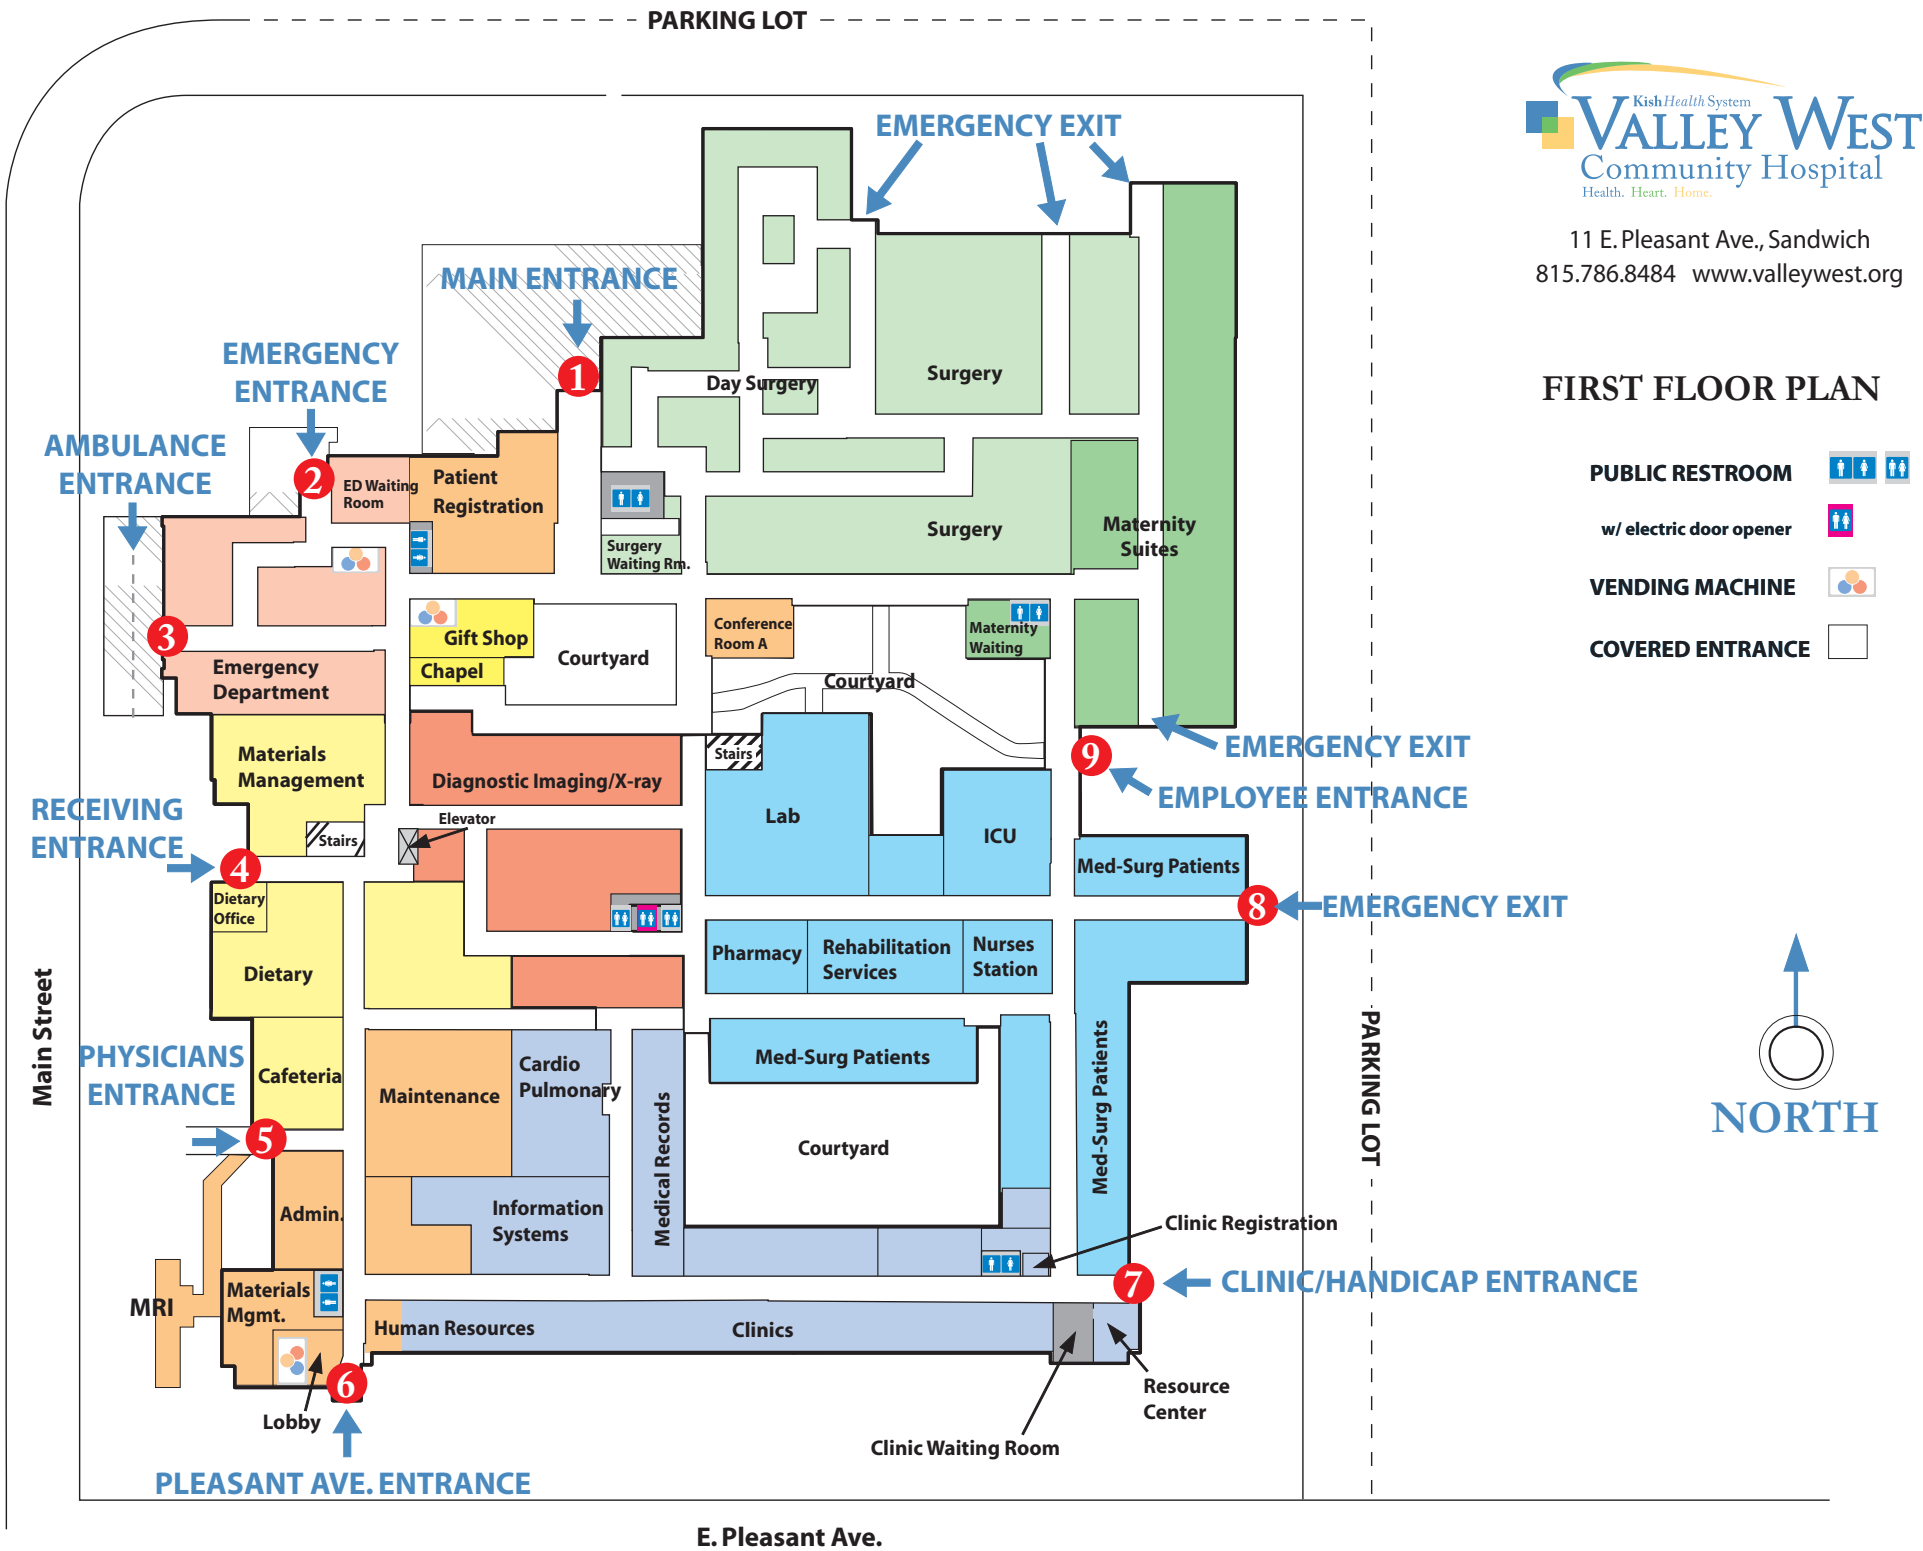 PARKING LOT
KishHealth System
VALLEY WEST
Community Hospital
Health. Heart. Home.
11 E. Pleasant Ave., Sandwich
815.786.8484 www.valleywest.org
FIRST FLOOR PLAN
PUBLIC RESTROOM
w/ electric door opener
VENDING MACHINE
COVERED ENTRANCE
EMERGENCY EXIT
MAIN ENTRANCE
1
EMERGENCY
ENTRANCE
2
AMBULANCE
ENTRANCE
3
Day Surgery
Surgery
ED Waiting
Room
Patient
Registration
Surgery
Waiting Rm.
Surgery
Maternity
Suites
Gift Shop
Chapel
Courtyard
Conference
Room A
Maternity
Waiting
Courtyard
Emergency
Department
Materials
Management
Stairs
Diagnostic Imaging/X-ray
Elevator
Stairs
Lab
ICU
9
EMERGENCY EXIT
EMPLOYEE ENTRANCE
RECEIVING
ENTRANCE
4
Med-Surg Patients
8
EMERGENCY EXIT
Dietary
Office
Dietary
Pharmacy
Rehabilitation
Services
Nurses
Station
Main Street
PHYSICIANS
ENTRANCE
5
Cafeteria
Maintenance
Cardio
Pulmonary
Medical Records
Med-Surg Patients
Courtyard
Med-Surg Patients
PARKING LOT
NORTH
Admin.
Information
Systems
Clinic Registration
7
CLINIC/HANDICAP ENTRANCE
MRI
Materials
Mgmt.
Human Resources
Clinics
6
Lobby
Resource
Center
Clinic Waiting Room
PLEASANT AVE. ENTRANCE
E. Pleasant Ave.